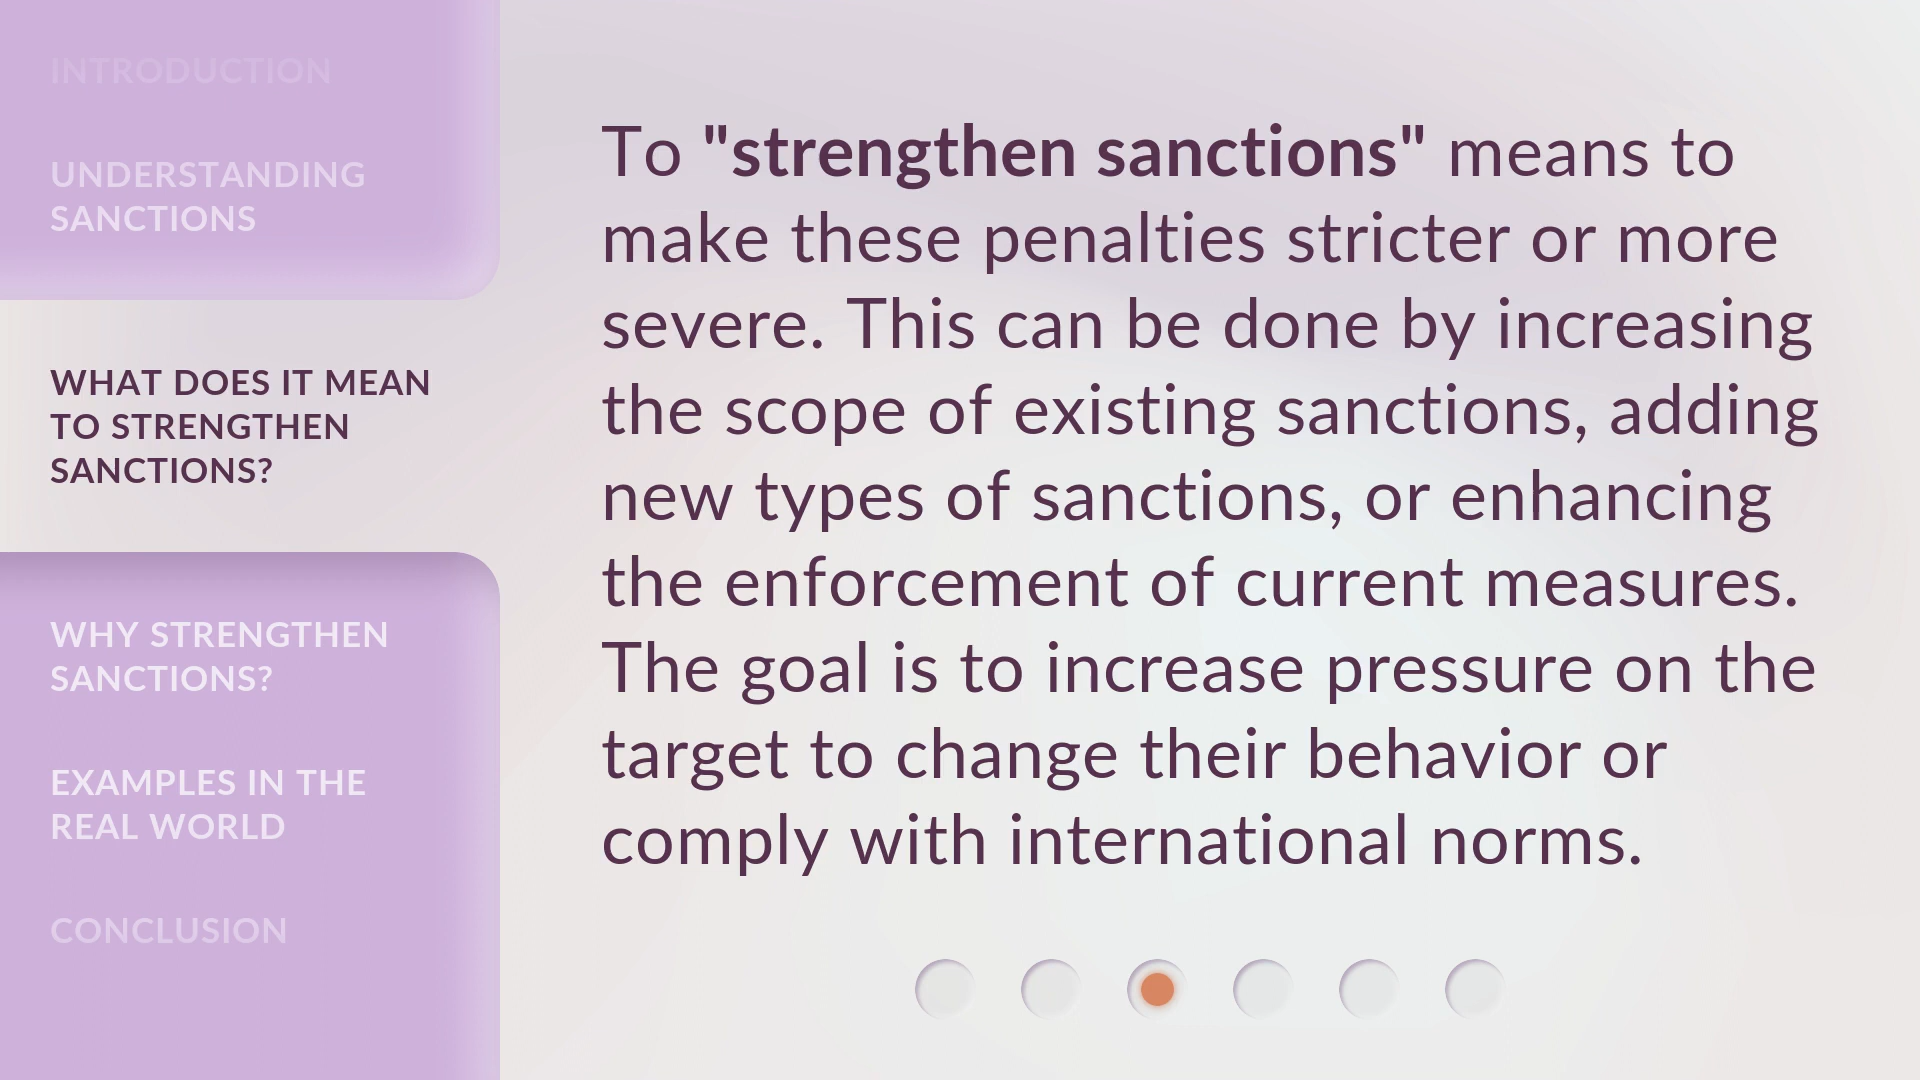 INTRODUCTION
UNDERSTANDING
SANCTIONS
WHAT DOES IT MEAN
TO STRENGTHEN
SANCTIONS?
WHY STRENGTHEN
SANCTIONS?
EXAMPLES IN THE
REAL WORLD
CONCLUSION
To "strengthen sanctions" means to
make these penalties stricter or more
severe. This can be done by increasing
the scope of existing sanctions, adding
new types of sanctions, or enhancing
the enforcement of current measures.
The goal is to increase pressure on the
target to change their behavior or
comply with international norms.